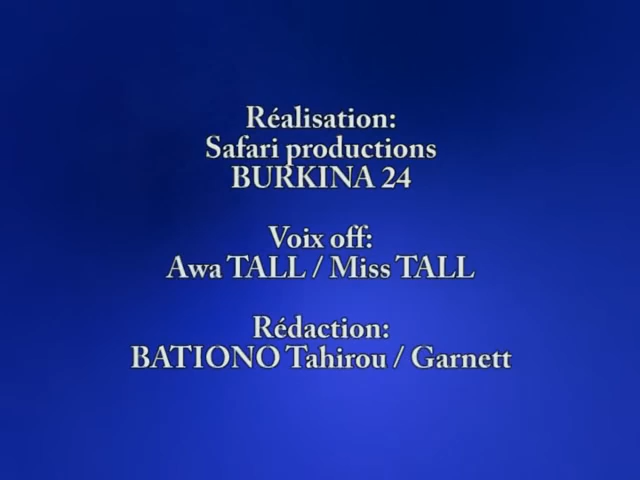 Réalisation:
Safari productions
BURKINA 24
Voix off:
Awa TALL / Miss TALL
Rédaction:
BATIONO Tahirou / Garnett